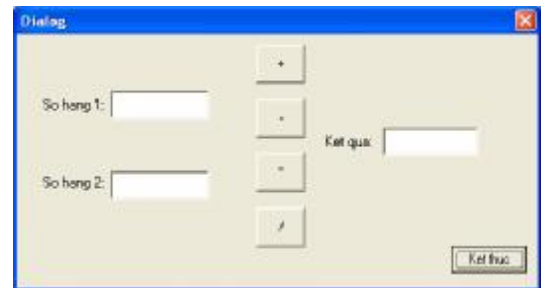 Dialog
+
So hang 1:
-
Ket qua:
So hang 2:
*
/
Ket thuc